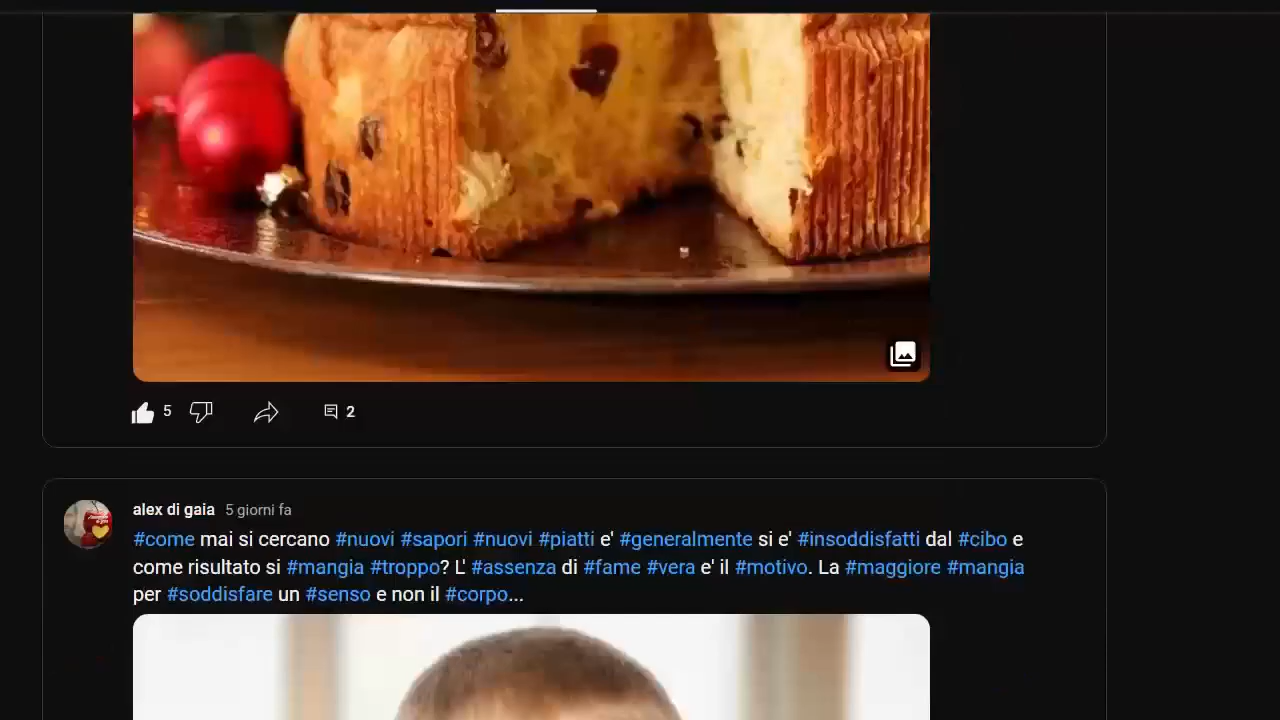 5
2
alex di gaia 5 giorni fa
#come mai si cercano #nuovi #sapori #nuovi #piatti e' #generalmente si e' #insoddisfatti dal #cibo e
come risultato si #mangia #troppo? L' #assenza di #fame #vera e' il #motivo. La #maggiore #mangia
per #soddisfare un #senso e non il #corpo...